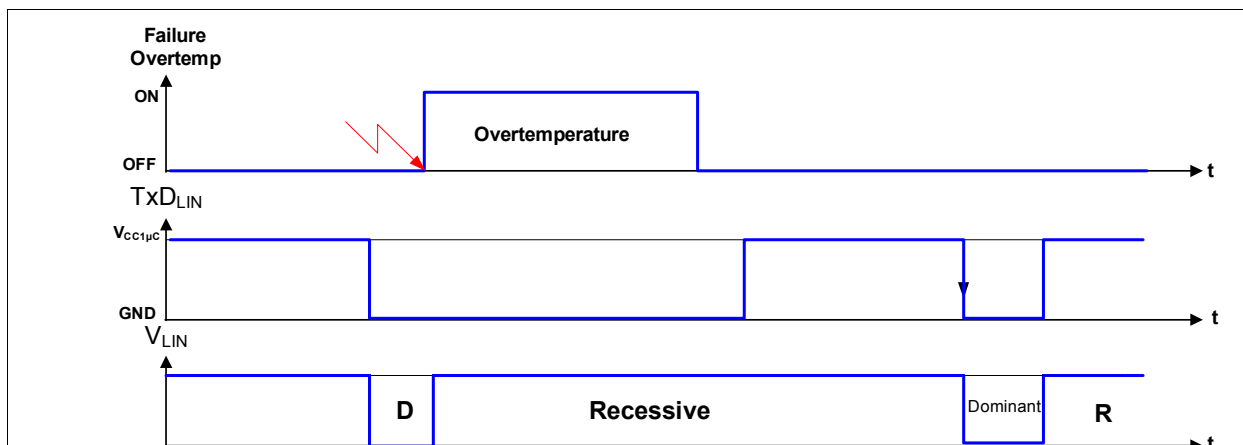 Failure
Overtemp
ON
Overtemperature
OFF
t
TxDLIN
VCC1µC
GND
t
VLIN
D
Recessive
Dominant
R
t